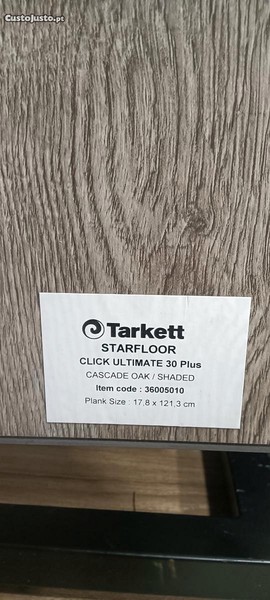 CustoJusto.pt
Tarkett
STARFLOOR
CLICK ULTIMATE 30 Plus
CASCADE OAK / SHADED
Item code : 36005010
Plank Size : 17,8 x 121,3 cm